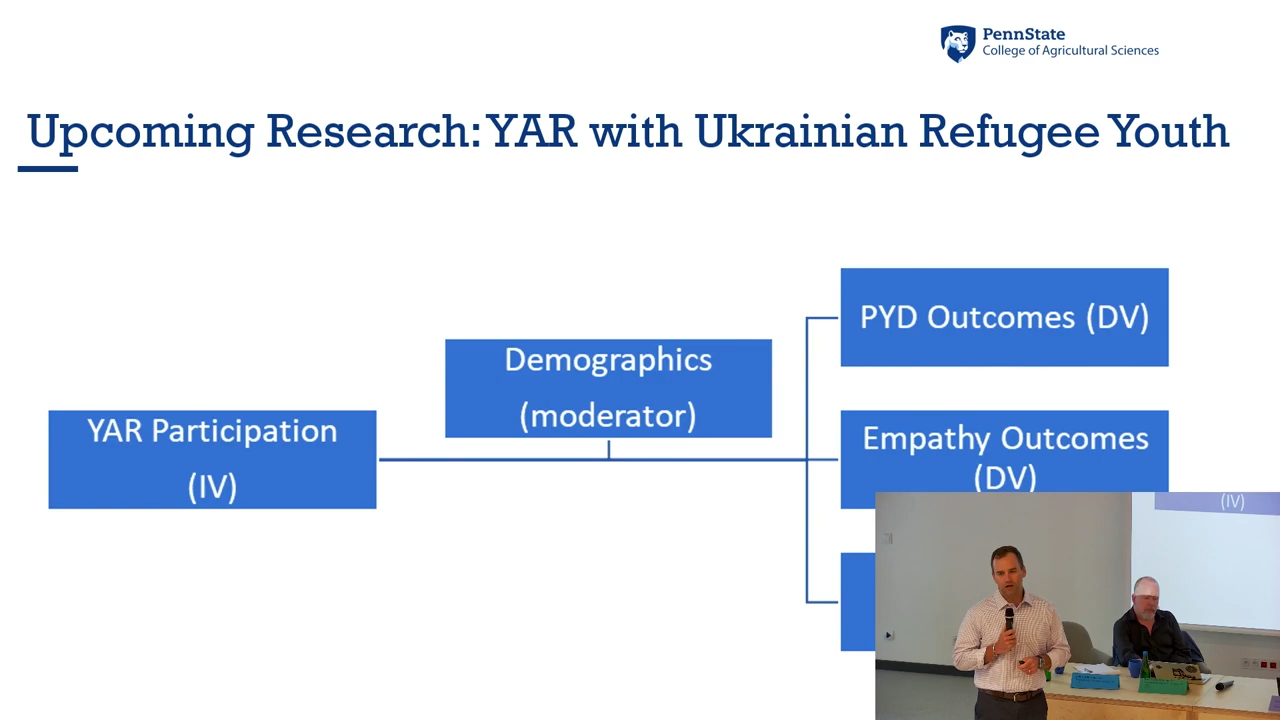 PennState
College of Agricultural Sciences
Upcoming Research: YAR with Ukrainian Refugee Youth
PYD Outcomes (DV)
Demographics
(moderator)
YAR Participation
(IV)
Empathy Outcomes
(DV)
(IV)